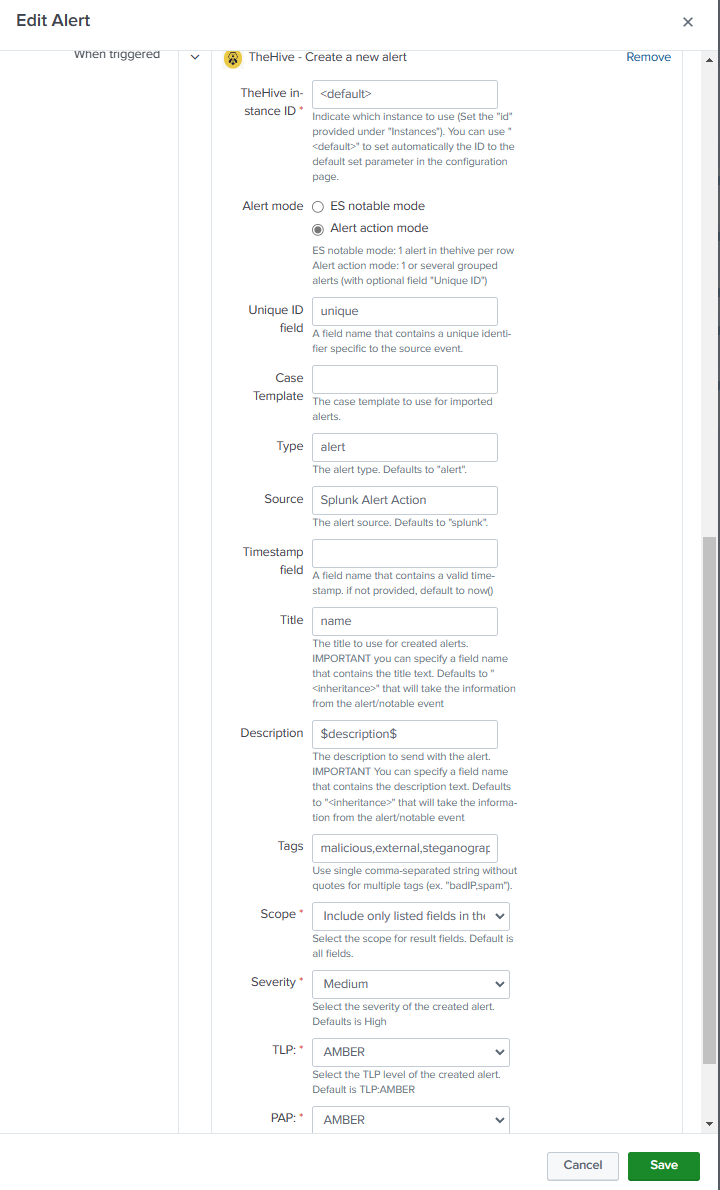 Edit Alert
×
When triggered
TheHive - Create a new alert
Remove
TheHive in-
stance ID *
<default>
Indicate which instance to use (Set the "id"
provided under "Instances"). You can use "
<default>" to set automatically the ID to the
default set parameter in the configuration
page.
Alert mode
ES notable mode
Alert action mode
ES notable mode: 1 alert in thehive per row
Alert action mode: 1 or several grouped
alerts (with optional field "Unique ID")
Unique ID
field
unique
A field name that contains a unique identi-
fier specific to the source event.
Case
Template
The case template to use for imported
alerts.
Type
alert
The alert type. Defaults to "alert".
Source
Splunk Alert Action
The alert source. Defaults to "splunk".
Timestamp
field
A field name that contains a valid time-
stamp. if not provided, default to now()
Title
name
The title to use for created alerts.
IMPORTANT you can specify a field name
that contains the title text. Defaults to "
<inheritance>" that will take the information
from the alert/notable event
Description
$description$
The description to send with the alert.
IMPORTANT You can specify a field name
that contains the description text. Defaults
to "<inheritance>" that will take the informa-
tion from the alert/notable event
Tags
malicious,external,steganograp
Use single comma-separated string without
quotes for multiple tags (ex. "badIP,spam").
Scope *
Include only listed fields in the
Select the scope for result fields. Default is
all fields.
Severity *
Medium
Select the severity of the created alert.
Defaults is High
TLP: *
AMBER
Select the TLP level of the created alert.
Default is TLP:AMBER
PAP: *
AMBER
Cancel
Save